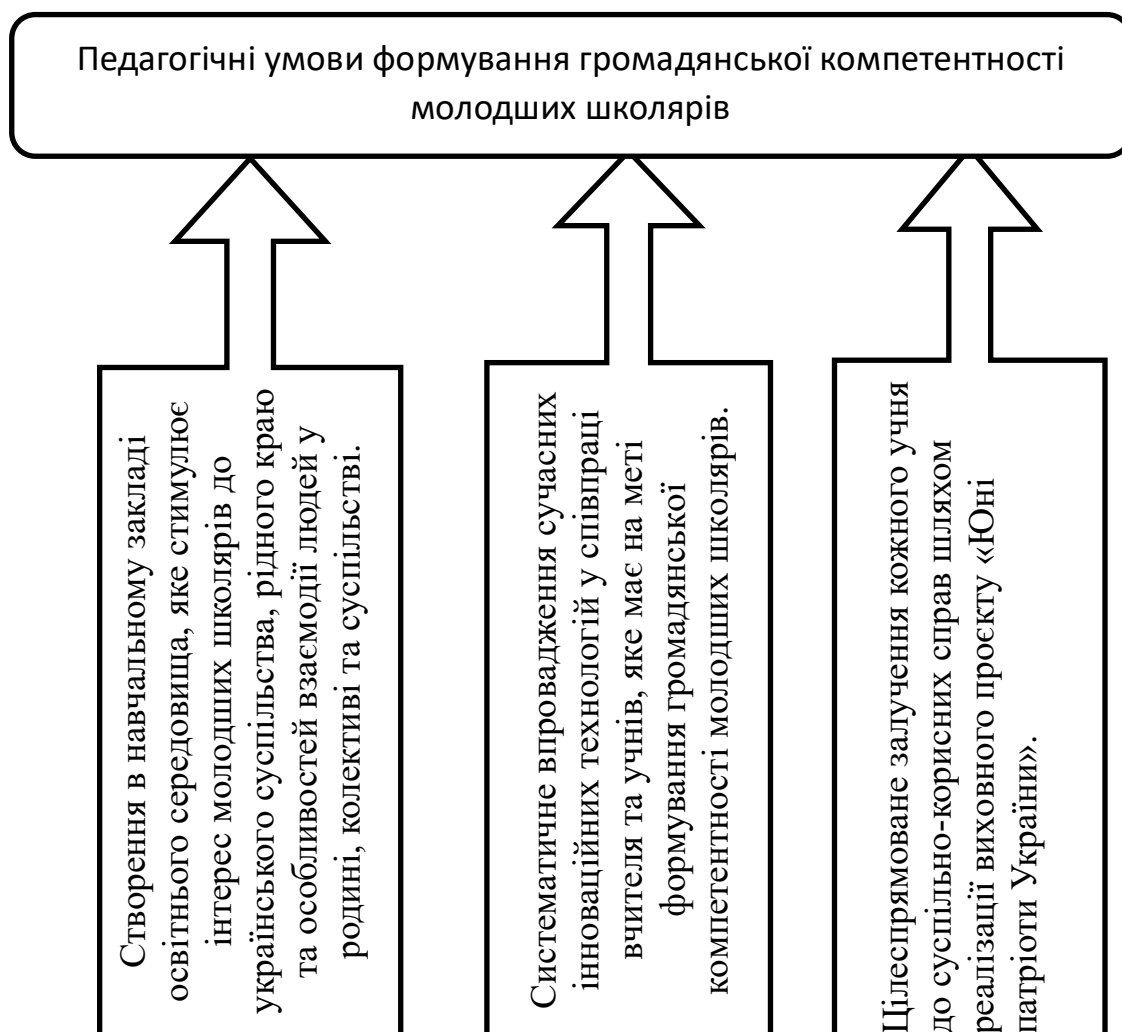 Педагогічні умови формування громадянської компетентності
молодших школярів
Створення в навчальному закладі
освітнього середовища, яке стимулює
інтерес молодших школярів до
українського суспільства, рідного краю
та особливостей взаємодії людей у
родині, колективі та суспільстві.
Систематичне впровадження сучасних
інноваційних технологій у співпраці
вчителя та учнів, яке має на меті
формування громадянської
компетентності молодших школярів.
Цілеспрямоване залучення кожного учня
до суспільно-корисних справ шляхом
реалізації виховного проєкту «Юні
патріоти України».